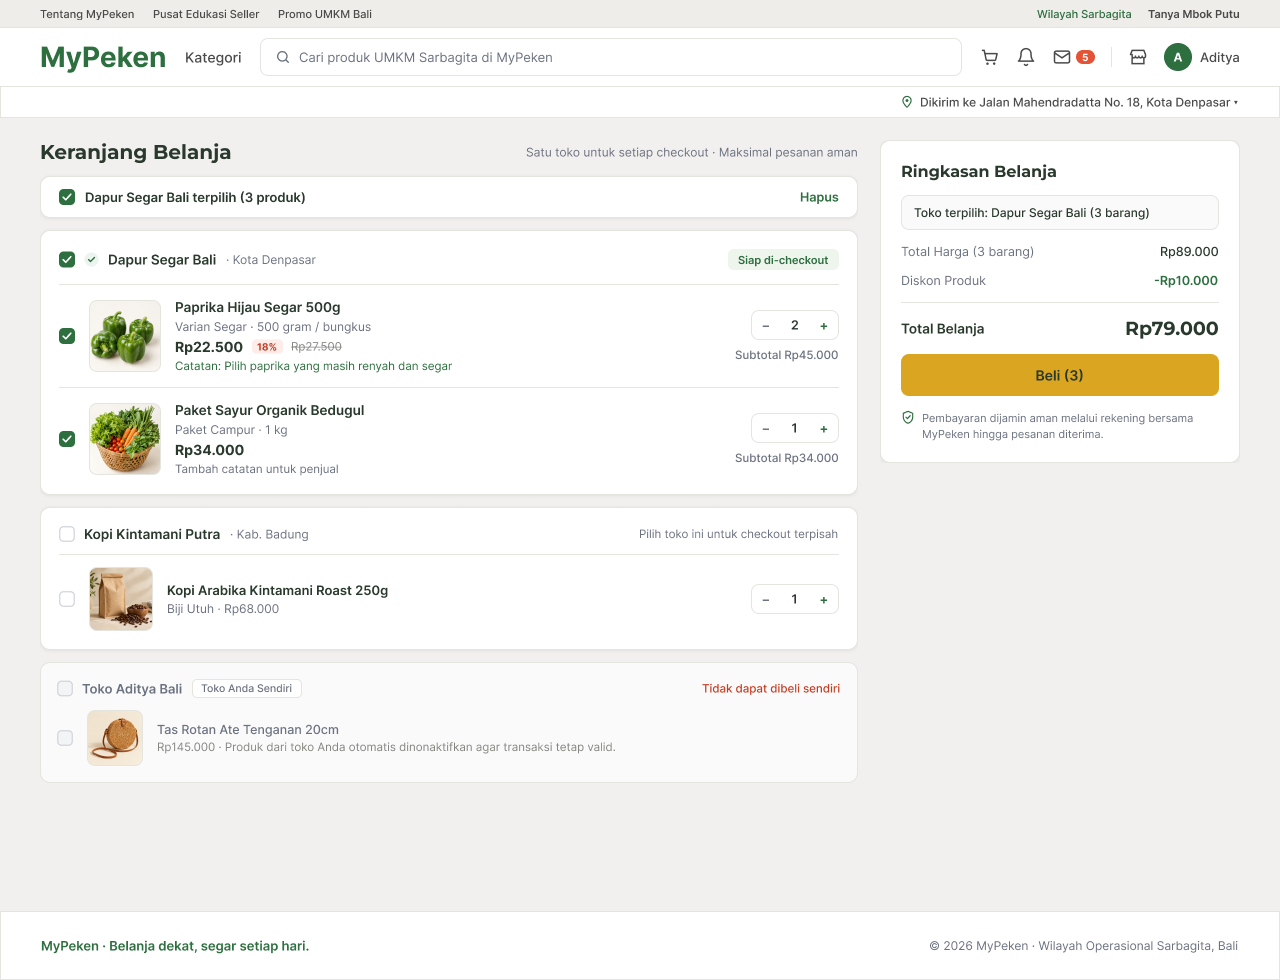 Tentang MyPeken
Pusat Edukasi Seller
Promo UMKM Bali
Wilayah Sarbagita
Tanya Mbok Putu
MyPeken
Kategori
Cari produk UMKM Sarbagita di MyPeken
5
A
Aditya
Dikirim ke Jalan Mahendradatta No. 18, Kota Denpasar
Keranjang Belanja
Satu toko untuk setiap checkout · Maksimal pesanan aman
Dapur Segar Bali terpilih (3 produk)
Hapus
Dapur Segar Bali · Kota Denpasar
Siap di-checkout
Paprika Hijau Segar 500g
Varian Segar · 500 gram / bungkus
Rp22.500 18% Rp27.500
Catatan: Pilih paprika yang masih renyah dan segar
− 2 +
Subtotal Rp45.000
Paket Sayur Organik Bedugul
Paket Campur · 1 kg
Rp34.000
Tambah catatan untuk penjual
− 1 +
Subtotal Rp34.000
Kopi Kintamani Putra · Kab. Badung
Pilih toko ini untuk checkout terpisah
Kopi Arabika Kintamani Roast 250g
Biji Utuh · Rp68.000
− 1 +
Toko Aditya Bali
Toko Anda Sendiri
Tidak dapat dibeli sendiri
Tas Rotan Ate Tenganan 20cm
Rp145.000 · Produk dari toko Anda otomatis dinonaktifkan agar transaksi tetap valid.
Ringkasan Belanja
Toko terpilih: Dapur Segar Bali (3 barang)
Total Harga (3 barang) Rp89.000
Diskon Produk -Rp10.000
Total Belanja Rp79.000
Beli (3)
Pembayaran dijamin aman melalui rekening bersama
MyPeken hingga pesanan diterima.
MyPeken · Belanja dekat, segar setiap hari.
© 2026 MyPeken · Wilayah Operasional Sarbagita, Bali